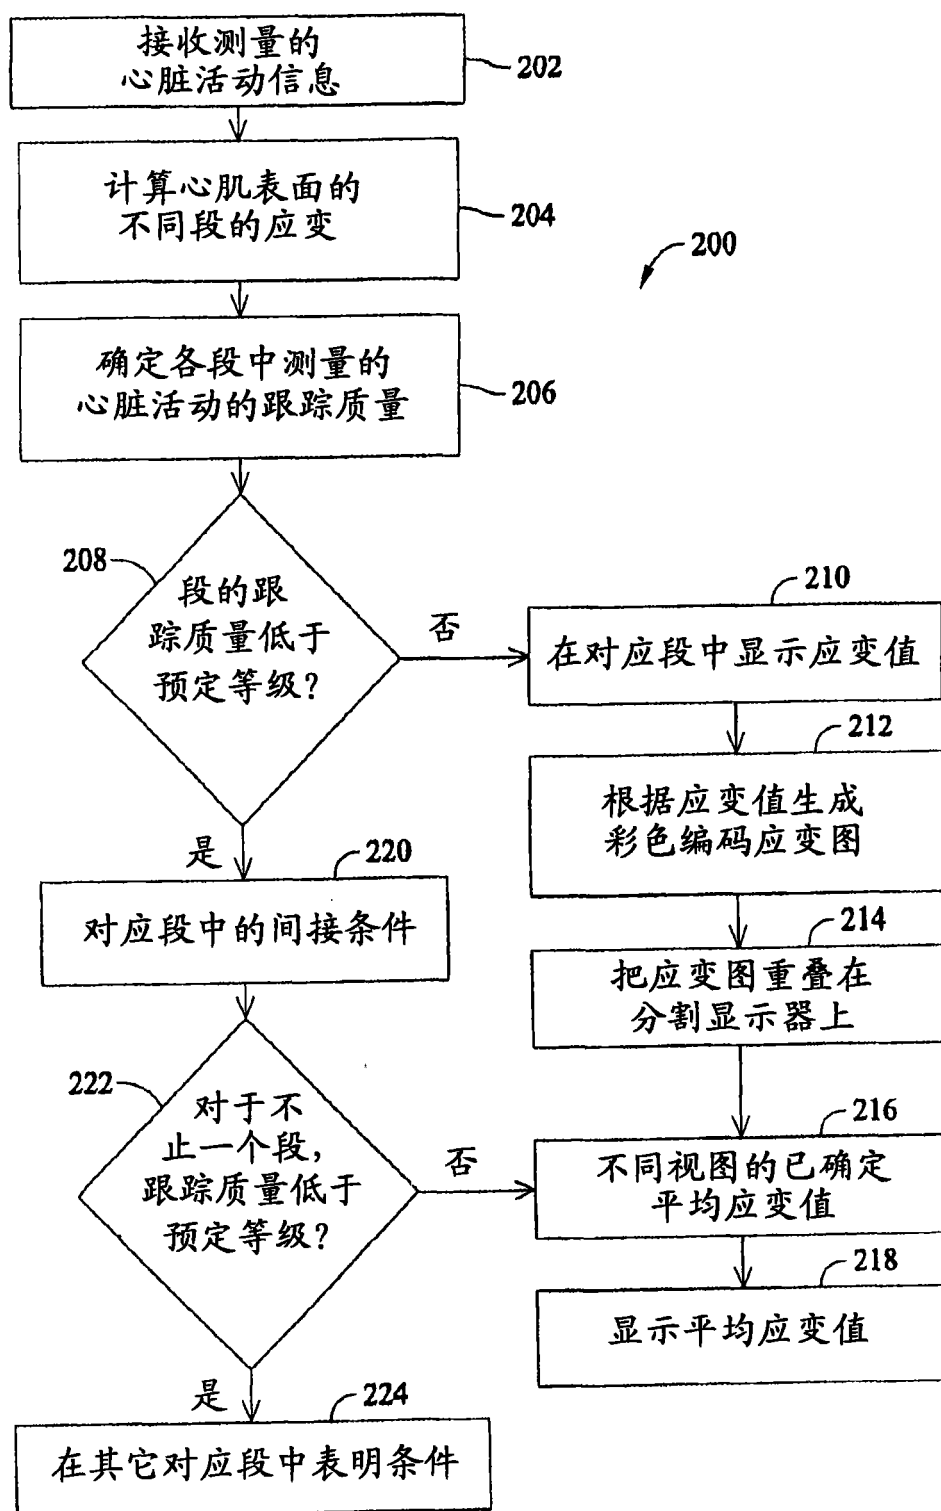 接收测量的
心脏活动信息
202
计算心肌表面的
不同段的应变
204
200
确定各段中测量的
心脏活动的跟踪质量
206
208
段的跟
踪质量低于
预定等级？
否
210
在对应段中显示应变值
212
根据应变值生成
彩色编码应变图
是
220
对应段中的间接条件
214
把应变图重叠在
分割显示器上
222
对于不
止一个段，
跟踪质量低于
预定等级？
否
216
不同视图的已确定
平均应变值
218
显示平均应变值
是
224
在其它对应段中表明条件